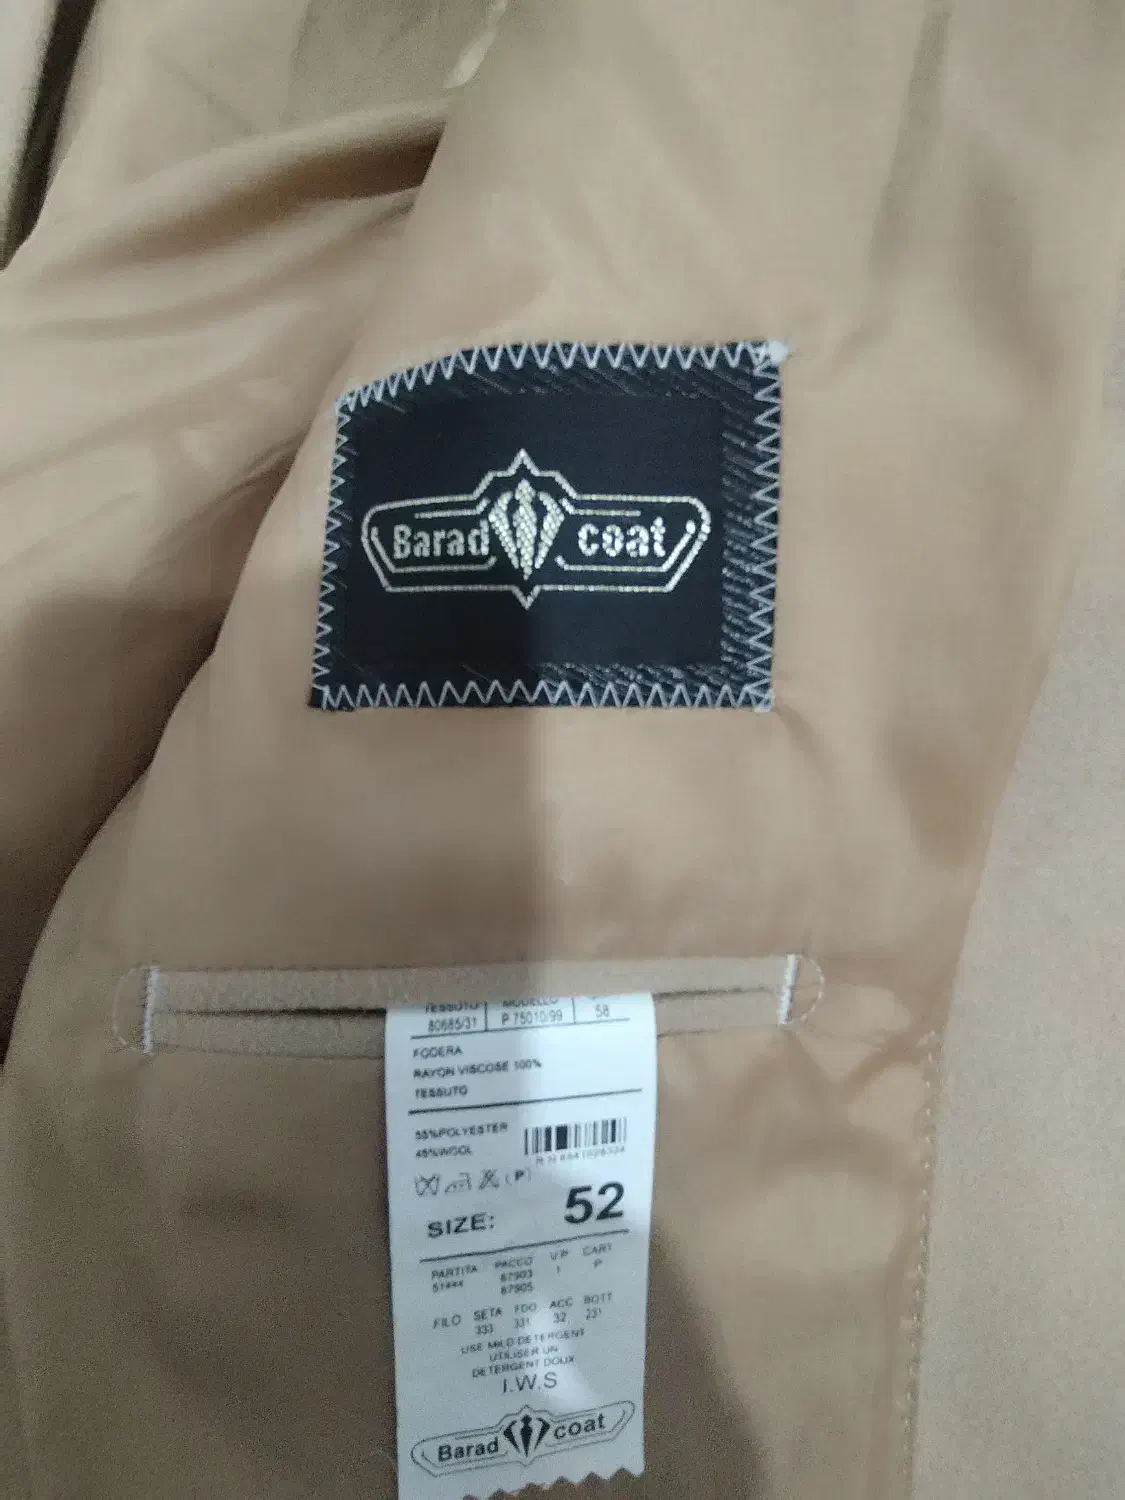 Barad coat
TESSUTO MODELLO
80685/31 P 75010/99 58
FODERA
RAYON VISCOSE 100%
TESSUTO
55%POLYESTER
45%WOOL
(P)
SIZE: 52
PARTITA PACCO V.P CART
51444 87903 1 P
87905
FILO SETA FDO ACC BOTT
333 331 32 231
USE MILD DETERGENT
UTILISER UN
DETERGENT DOUX
I.W.S
Barad coat